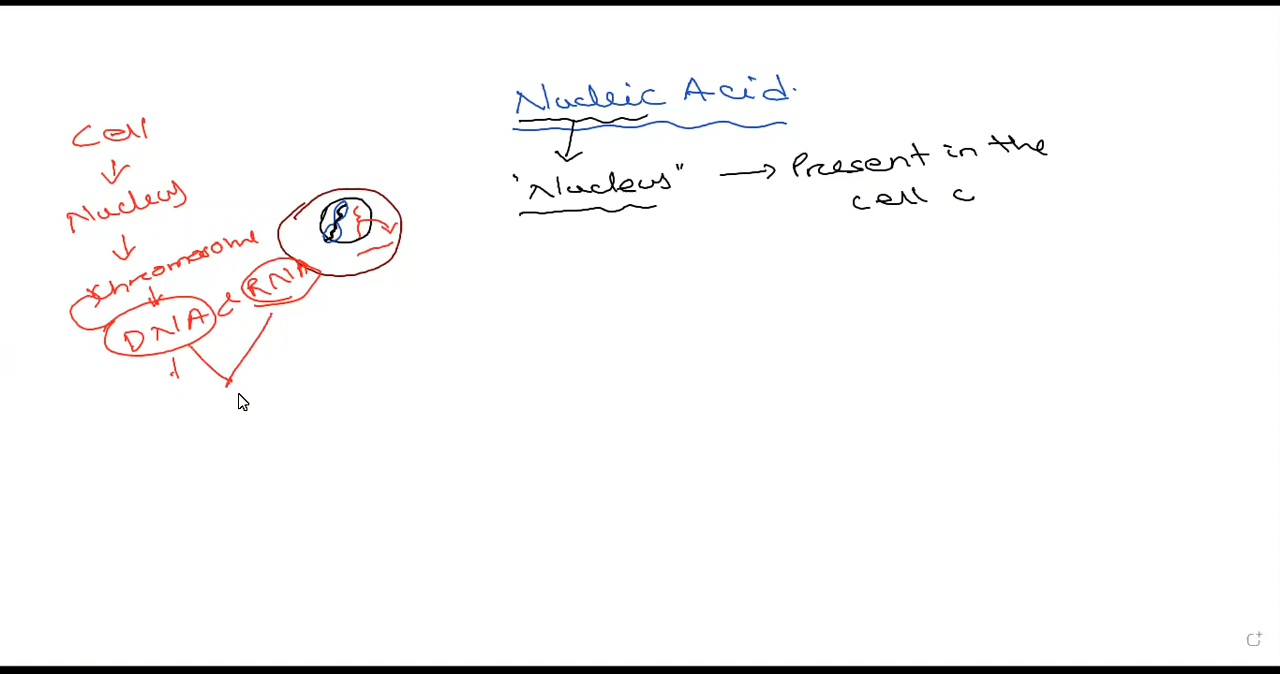 Nucleic Acid.
"Nucleus" → Present in the
cell c
Cell
↓
Nucleus
↓
Chromosome
↓
DNA & RNA